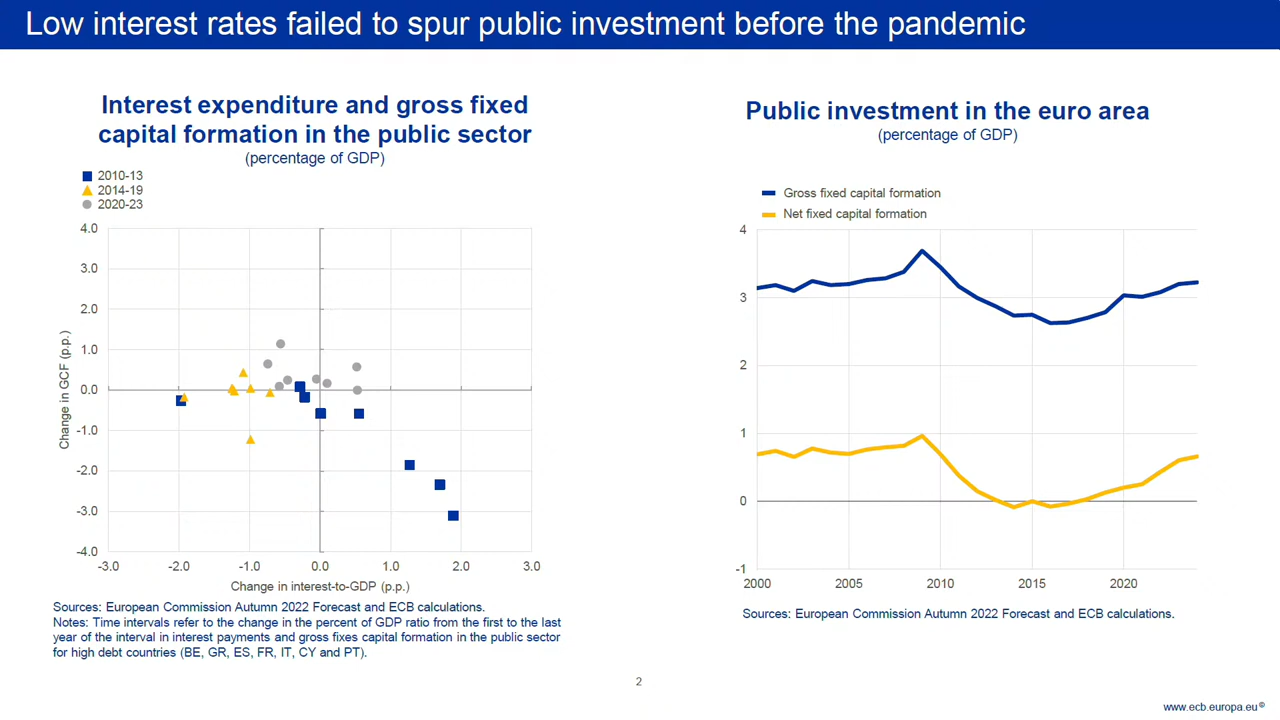 Low interest rates failed to spur public investment before the pandemic
Interest expenditure and gross fixed
capital formation in the public sector
(percentage of GDP)
2010-13
2014-19
2020-23
4.0
3.0
2.0
1.0
0.0
-1.0
-2.0
-3.0
-4.0
Change in GCF (p.p.)
-3.0 -2.0 -1.0 0.0 1.0 2.0 3.0
Change in interest-to-GDP (p.p.)
Sources: European Commission Autumn 2022 Forecast and ECB calculations.
Notes: Time intervals refer to the change in the percent of GDP ratio from the first to the last
year of the interval in interest payments and gross fixes capital formation in the public sector
for high debt countries (BE, GR, ES, FR, IT, CY and PT).
Public investment in the euro area
(percentage of GDP)
Gross fixed capital formation
Net fixed capital formation
4
3
2
1
0
-1
2000 2005 2010 2015 2020
Sources: European Commission Autumn 2022 Forecast and ECB calculations.
2
www.ecb.europa.eu ©